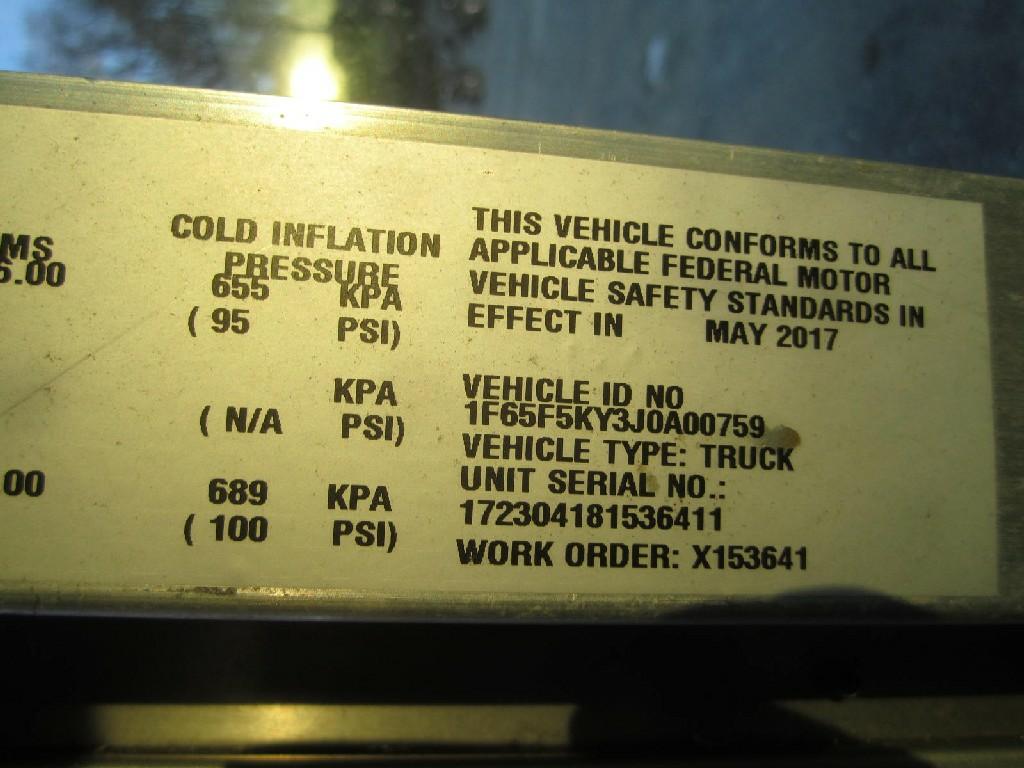 MS
5.00
COLD INFLATION
PRESSURE
655 KPA
( 95 PSI)
KPA
( N/A PSI)
00
689 KPA
( 100 PSI)
THIS VEHICLE CONFORMS TO ALL
APPLICABLE FEDERAL MOTOR
VEHICLE SAFETY STANDARDS IN
EFFECT IN MAY 2017
VEHICLE ID NO
1F65F5KY3J0A00759
VEHICLE TYPE: TRUCK
UNIT SERIAL NO.:
172304181536411
WORK ORDER: X153641